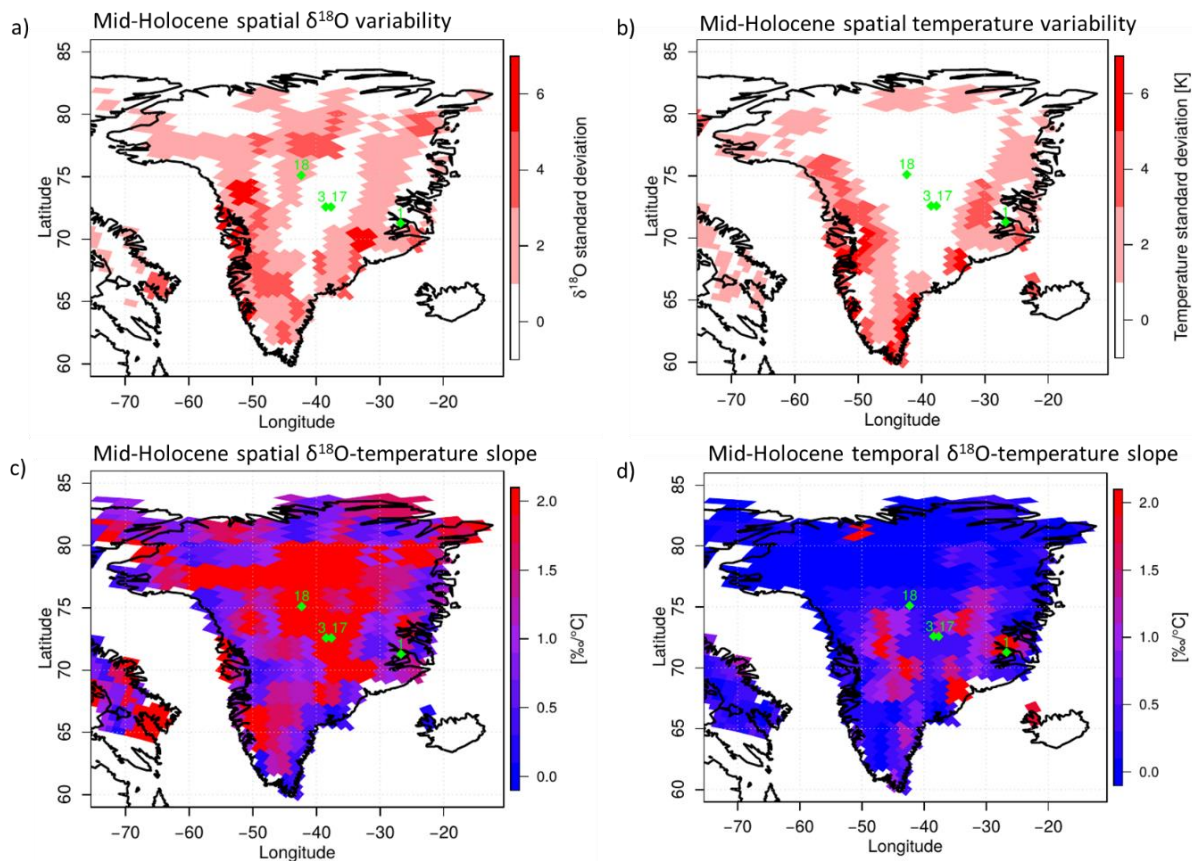 a)
Mid-Holocene spatial δ¹⁸O variability
85
80
75
70
65
60
Latitude
18
3 17
1
−70 −60 −50 −40 −30 −20
Longitude
6
4
2
0
δ¹⁸O standard deviation
b)
Mid-Holocene spatial temperature variability
85
80
75
70
65
60
Latitude
18
3 17
1
−70 −60 −50 −40 −30 −20
Longitude
6
4
2
0
Temperature standard deviation [K]
c)
Mid-Holocene spatial δ¹⁸O-temperature slope
85
80
75
70
65
60
Latitude
18
3 17
1
−70 −60 −50 −40 −30 −20
Longitude
2.0
1.5
1.0
0.5
0.0
[‰/°C]
d)
Mid-Holocene temporal δ¹⁸O-temperature slope
85
80
75
70
65
60
Latitude
18
3 17
1
−70 −60 −50 −40 −30 −20
Longitude
2.0
1.5
1.0
0.5
0.0
[‰/°C]